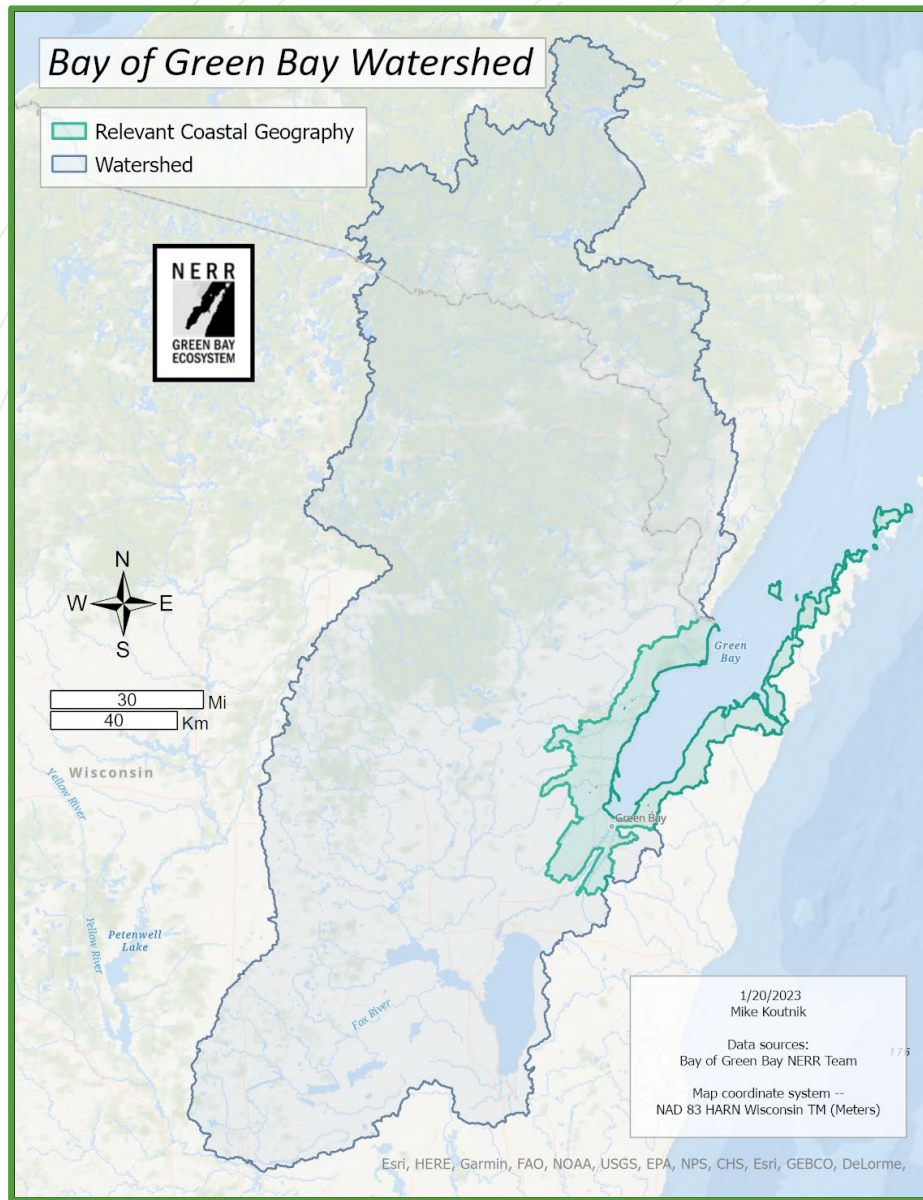 Bay of Green Bay Watershed
Relevant Coastal Geography
Watershed
NERR
GREEN BAY
ECOSYSTEM
N
W
E
S
30
Mi
40
Km
Green
Bay
Green Bay
Wisconsin
Yellow River
Yellow River
Petenwell
Lake
Fox River
1/20/2023
Mike Koutnik
Data sources:
Bay of Green Bay NERR Team
Map coordinate system --
NAD 83 HARN Wisconsin TM (Meters)
Esri, HERE, Garmin, FAO, NOAA, USGS, EPA, NPS, CHS, Esri, GEBCO, DeLorme,